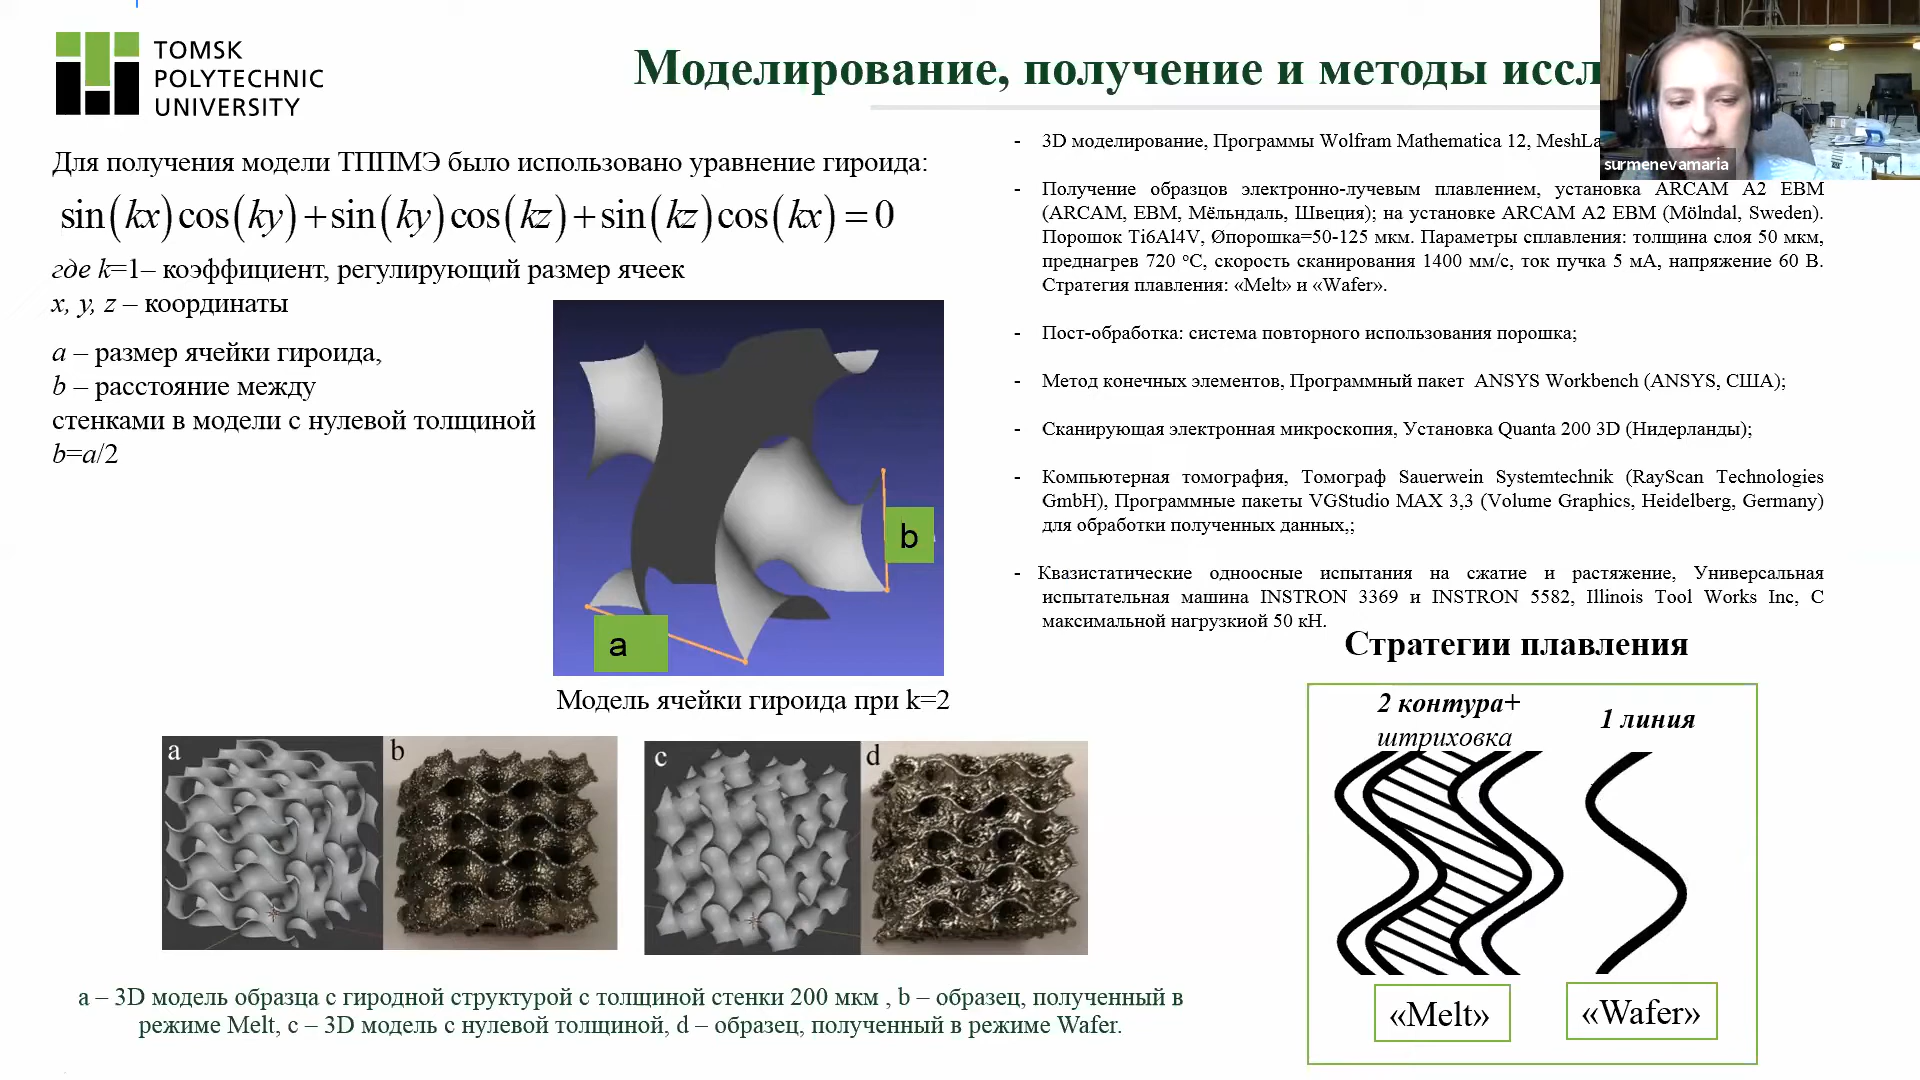 TOMSK
POLYTECHNIC
UNIVERSITY
Моделирование, получение и методы иссл
surmenevamaria
Для получения модели ТППМЭ было использовано уравнение гироида:
sin(kx)cos(ky)+sin(ky)cos(kz)+sin(kz)cos(kx)=0
где k=1– коэффициент, регулирующий размер ячеек
x, y, z – координаты
a – размер ячейки гироида,
b – расстояние между
стенками в модели с нулевой толщиной
b=a/2
b
a
Модель ячейки гироида при k=2
- 3D моделирование, Программы Wolfram Mathematica 12, MeshLa
- Получение образцов электронно-лучевым плавлением, установка ARCAM A2 EBM
(ARCAM, EBM, Мёльндаль, Швеция); на установке ARCAM A2 EBM (Mölndal, Sweden).
Порошок Ti6Al4V, Øпорошка=50-125 мкм. Параметры сплавления: толщина слоя 50 мкм,
преднагрев 720 °C, скорость сканирования 1400 мм/с, ток пучка 5 мА, напряжение 60 В.
Стратегия плавления: «Melt» и «Wafer».
- Пост-обработка: система повторного использования порошка;
- Метод конечных элементов, Программный пакет ANSYS Workbench (ANSYS, США);
- Сканирующая электронная микроскопия, Установка Quanta 200 3D (Нидерланды);
- Компьютерная томография, Томограф Sauerwein Systemtechnik (RayScan Technologies
GmbH), Программные пакеты VGStudio MAX 3,3 (Volume Graphics, Heidelberg, Germany)
для обработки полученных данных,;
- Квазистатические одноосные испытания на сжатие и растяжение, Универсальная
испытательная машина INSTRON 3369 и INSTRON 5582, Illinois Tool Works Inc, С
максимальной нагрузкиой 50 кН.
Стратегии плавления
2 контура+
штриховка
1 линия
«Melt»
«Wafer»
a
b
c
d
a – 3D модель образца с гиродной структурой с толщиной стенки 200 мкм , b – образец, полученный в
режиме Melt, c – 3D модель с нулевой толщиной, d – образец, полученный в режиме Wafer.